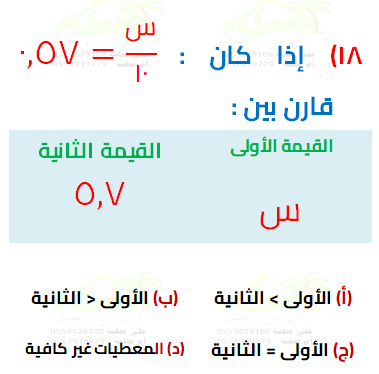 ١٨) إذا كان : س/١٠ = ٠,٥٧
قارن بين :
القيمة الأولى القيمة الثانية
س ٥,٧
(أ) الأولى > الثانية (ب) الأولى < الثانية
(ج) الأولى = الثانية (د) المعطيات غير كافية